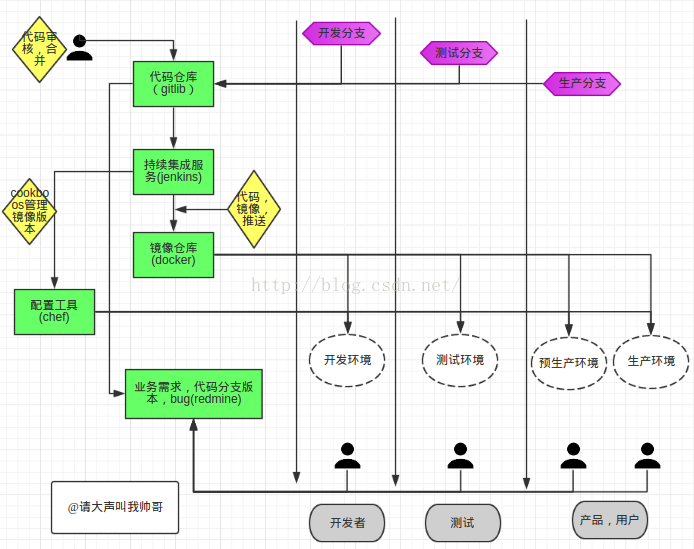 代码审
核，合
并
开发分支
测试分支
生产分支
代码仓库
（gitlib）
持续集成服
务(jenkins)
cookbo
os管理
镜像版
本
代码，
镜像，
推送
镜像仓库
(docker)
http://blog.csdn.net/
配置工具
(chef)
开发环境
测试环境
预生产环境
生产环境
业务需求，代码分支版
本，bug(redmine)
@请大声叫我帅哥
开发者
测试
产品，用户